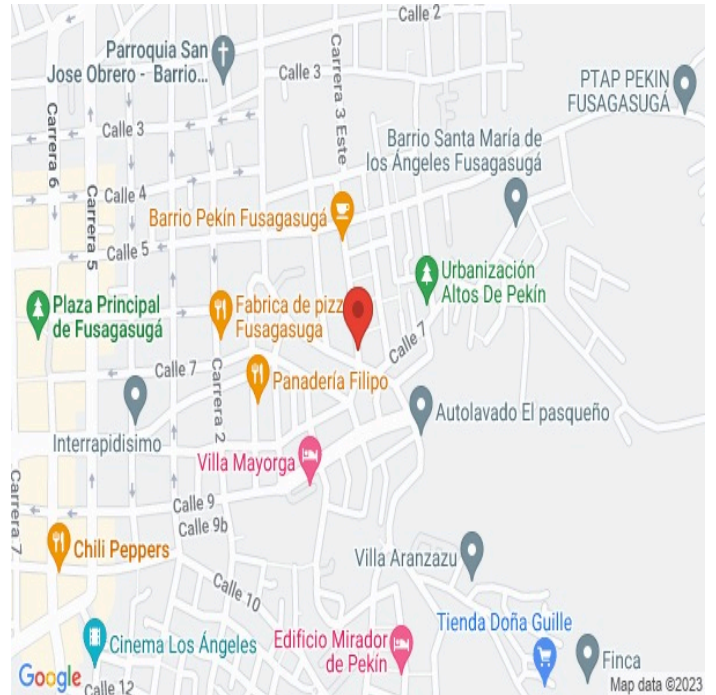 Calle 2
Parroquia San
Jose Obrero - Barrio...
Calle 3
Carrera 3 Este
PTAP PEKIN
FUSAGASUGÁ
Calle 3
Barrio Santa María de
los Ángeles Fusagasugá
Carrera 6
Carrera 5
Calle 4
Barrio Pekín Fusagasugá
Calle 5
Urbanización
Altos De Pekín
Plaza Principal
de Fusagasugá
Fabrica de pizz
Fusagasuga
Calle 7
Calle 7
Panadería Filipo
Carrera 2
Autolavado El pasqueño
Interrapidisimo
Villa Mayorga
Carrera 7
Calle 9
Calle 9b
Chili Peppers
Villa Aranzazu
Calle 10
Tienda Doña Guille
Cinema Los Ángeles
Edificio Mirador
de Pekín
Finca
Google
Calle 12
Map data ©2023